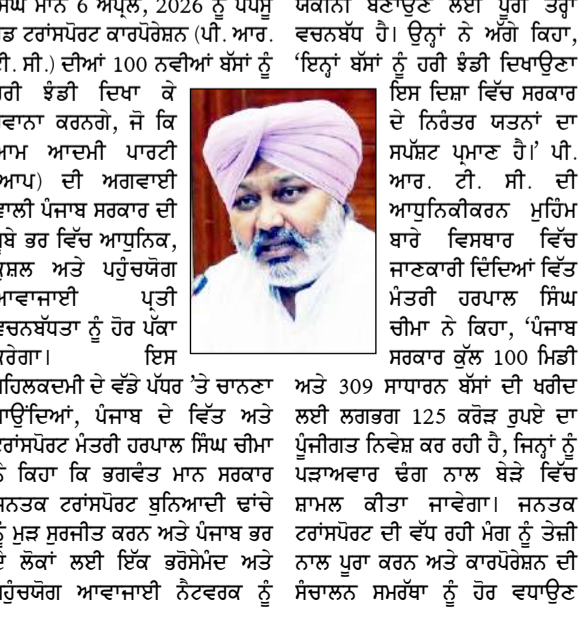 ਮਾਨ 6 ਅਪ੍ਰੈਲ, 2026 ਨੂੰ ਪੈਪਸੂ
ਟਰਾਂਸਪੋਰਟ ਕਾਰਪੋਰੇਸ਼ਨ (ਪੀ. ਆਰ.
ਸੀ.) ਦੀਆਂ 100 ਨਵੀਆਂ ਬੱਸਾਂ ਨੂੰ
ਝੰਡੀ ਦਿਖਾ ਕੇ
ਕਰਨਗੇ, ਜੋ ਕਿ
ਆਮ ਆਦਮੀ ਪਾਰਟੀ
ਆਪ) ਦੀ ਅਗਵਾਈ
ਵਾਲੀ ਪੰਜਾਬ ਸਰਕਾਰ ਦੀ
ਭਰ ਵਿੱਚ ਆਧੁਨਿਕ,
ਅਤੇ ਪਹੁੰਚਯੋਗ
ਆਵਾਜਾਈ ਪ੍ਰਤੀ
ਵਚਨਬੱਧਤਾ ਨੂੰ ਹੋਰ ਪੱਕਾ
ਕਰੇਗਾ। ਇਸ
ਪਹਿਲਕਦਮੀ ਦੇ ਵੱਡੇ ਪੱਧਰ 'ਤੇ ਚਾਨਣਾ
ਪਾਉਂਦਿਆਂ, ਪੰਜਾਬ ਦੇ ਵਿੱਤ ਅਤੇ
ਟਰਾਂਸਪੋਰਟ ਮੰਤਰੀ ਹਰਪਾਲ ਸਿੰਘ ਚੀਮਾ
ਨੇ ਕਿਹਾ ਕਿ ਭਗਵੰਤ ਮਾਨ ਸਰਕਾਰ
ਜਨਤਕ ਟਰਾਂਸਪੋਰਟ ਬੁਨਿਆਦੀ ਢਾਂਚੇ
ਨੂੰ ਮੁੜ ਸੁਰਜੀਤ ਕਰਨ ਅਤੇ ਪੰਜਾਬ ਭਰ
ਦੇ ਲੋਕਾਂ ਲਈ ਇੱਕ ਭਰੋਸੇਮੰਦ ਅਤੇ
ਪਹੁੰਚਯੋਗ ਆਵਾਜਾਈ ਨੈਟਵਰਕ ਨੂੰ
ਯਕੀਨੀ ਬਣਾਉਣ ਲਈ ਪੂਰੀ ਤਰ੍ਹਾਂ
ਵਚਨਬੱਧ ਹੈ। ਉਨ੍ਹਾਂ ਨੇ ਅੱਗੇ ਕਿਹਾ,
'ਇਨ੍ਹਾਂ ਬੱਸਾਂ ਨੂੰ ਹਰੀ ਝੰਡੀ ਦਿਖਾਉਣਾ
ਇਸ ਦਿਸ਼ਾ ਵਿੱਚ ਸਰਕਾਰ
ਦੇ ਨਿਰੰਤਰ ਯਤਨਾਂ ਦਾ
ਸਪੱਸ਼ਟ ਪ੍ਰਮਾਣ ਹੈ।' ਪੀ.
ਆਰ. ਟੀ. ਸੀ. ਦੀ
ਆਧੁਨਿਕੀਕਰਨ ਮੁਹਿੰਮ
ਬਾਰੇ ਵਿਸਥਾਰ ਵਿੱਚ
ਜਾਣਕਾਰੀ ਦਿੰਦਿਆਂ ਵਿੱਤ
ਮੰਤਰੀ ਹਰਪਾਲ ਸਿੰਘ
ਚੀਮਾ ਨੇ ਕਿਹਾ, 'ਪੰਜਾਬ
ਸਰਕਾਰ ਕੁੱਲ 100 ਮਿਡੀ
ਅਤੇ 309 ਸਾਧਾਰਨ ਬੱਸਾਂ ਦੀ ਖਰੀਦ
ਲਈ ਲਗਭਗ 125 ਕਰੋੜ ਰੁਪਏ ਦਾ
ਪੂੰਜੀਗਤ ਨਿਵੇਸ਼ ਕਰ ਰਹੀ ਹੈ, ਜਿਨ੍ਹਾਂ ਨੂੰ
ਪੜਾਅਵਾਰ ਢੰਗ ਨਾਲ ਬੇੜੇ ਵਿੱਚ
ਸ਼ਾਮਲ ਕੀਤਾ ਜਾਵੇਗਾ। ਜਨਤਕ
ਟਰਾਂਸਪੋਰਟ ਦੀ ਵੱਧ ਰਹੀ ਮੰਗ ਨੂੰ ਤੇਜ਼ੀ
ਨਾਲ ਪੂਰਾ ਕਰਨ ਅਤੇ ਕਾਰਪੋਰੇਸ਼ਨ ਦੀ
ਸੰਚਾਲਨ ਸਮਰੱਥਾ ਨੂੰ ਹੋਰ ਵਧਾਉਣ